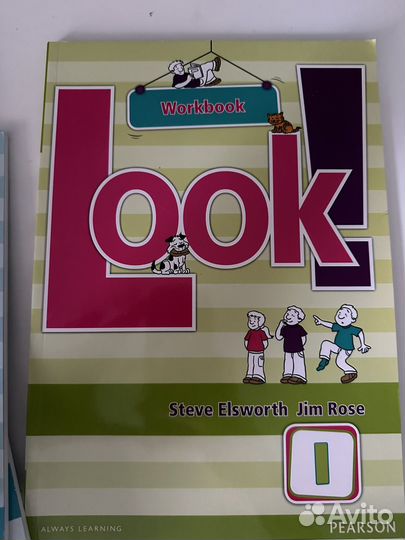 Workbook
Look!
Steve Elsworth Jim Rose
1
ALWAYS LEARNING
PEARSON
Avito